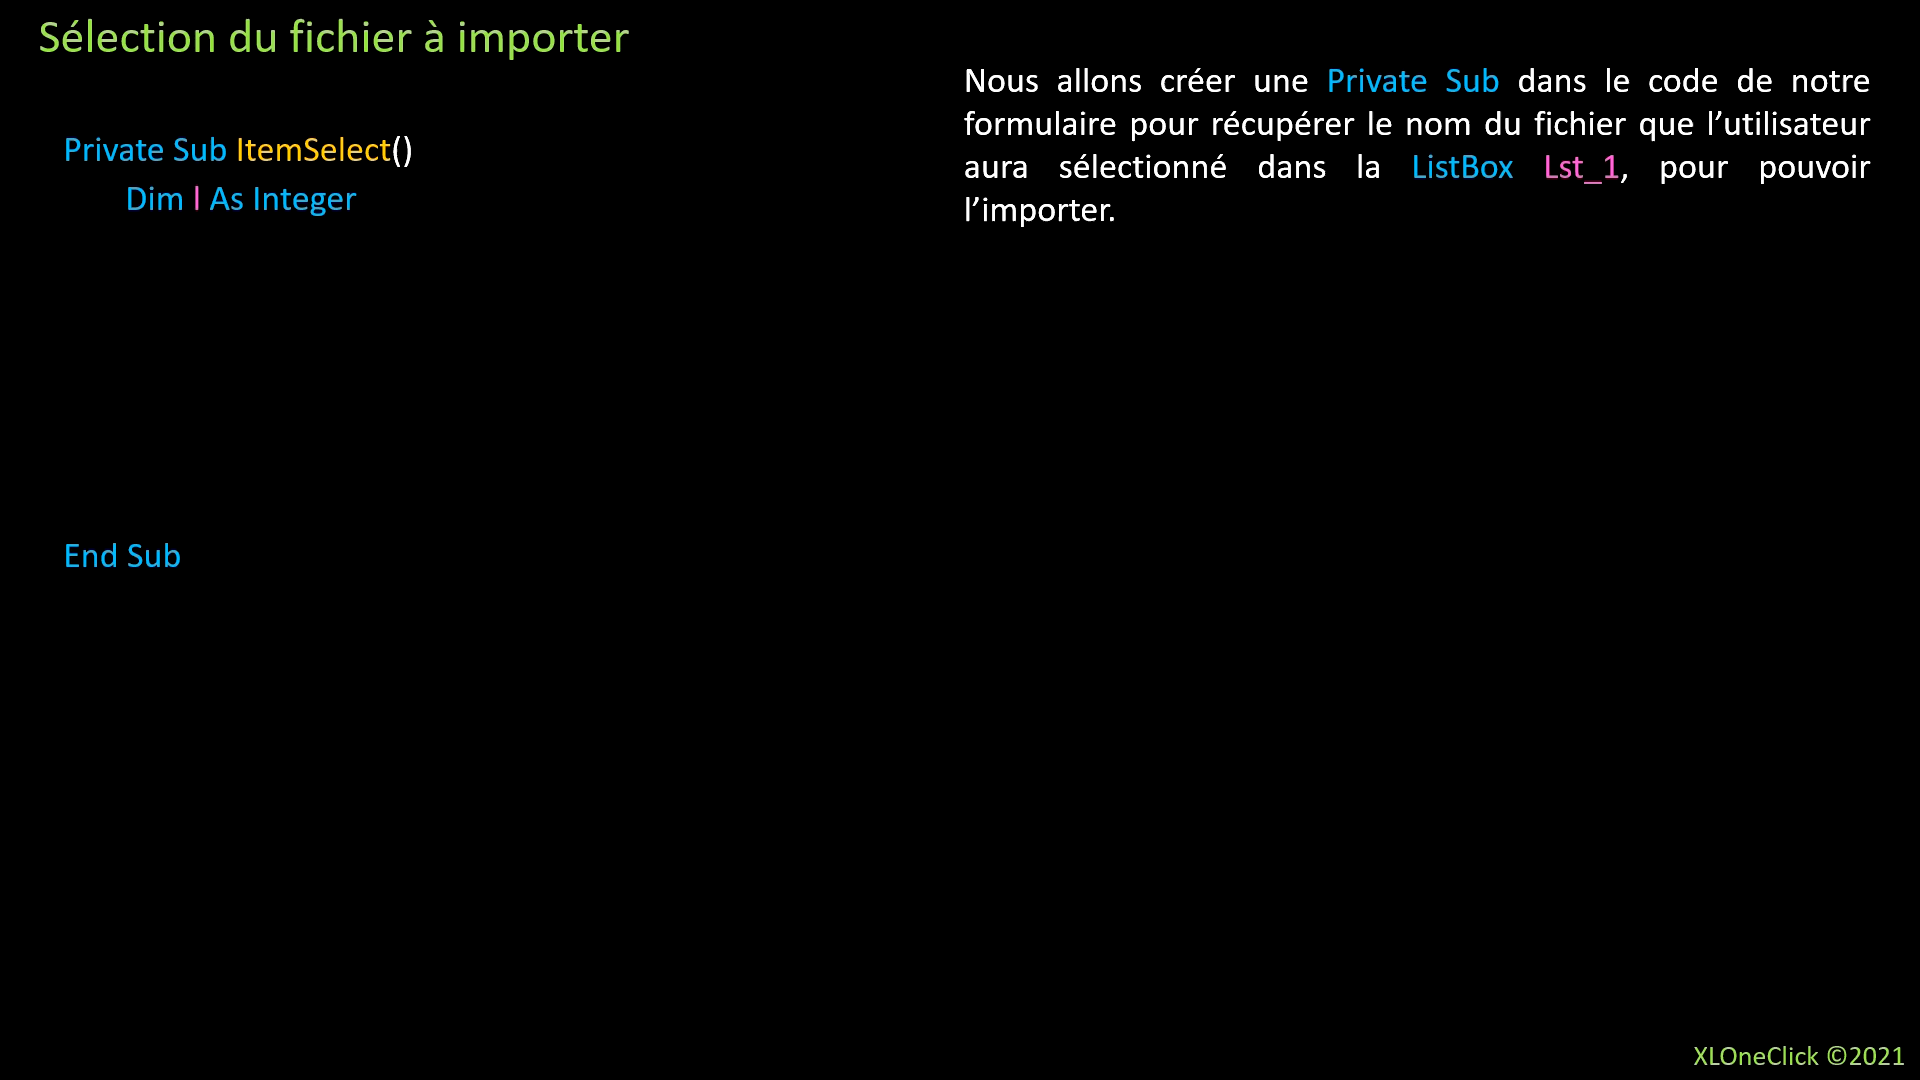 Sélection du fichier à importer
Private Sub ItemSelect()
Dim l As Integer
End Sub
Nous allons créer une Private Sub dans le code de notre
formulaire pour récupérer le nom du fichier que l’utilisateur
aura sélectionné dans la ListBox Lst_1, pour pouvoir
l’importer.
XLOneClick ©2021